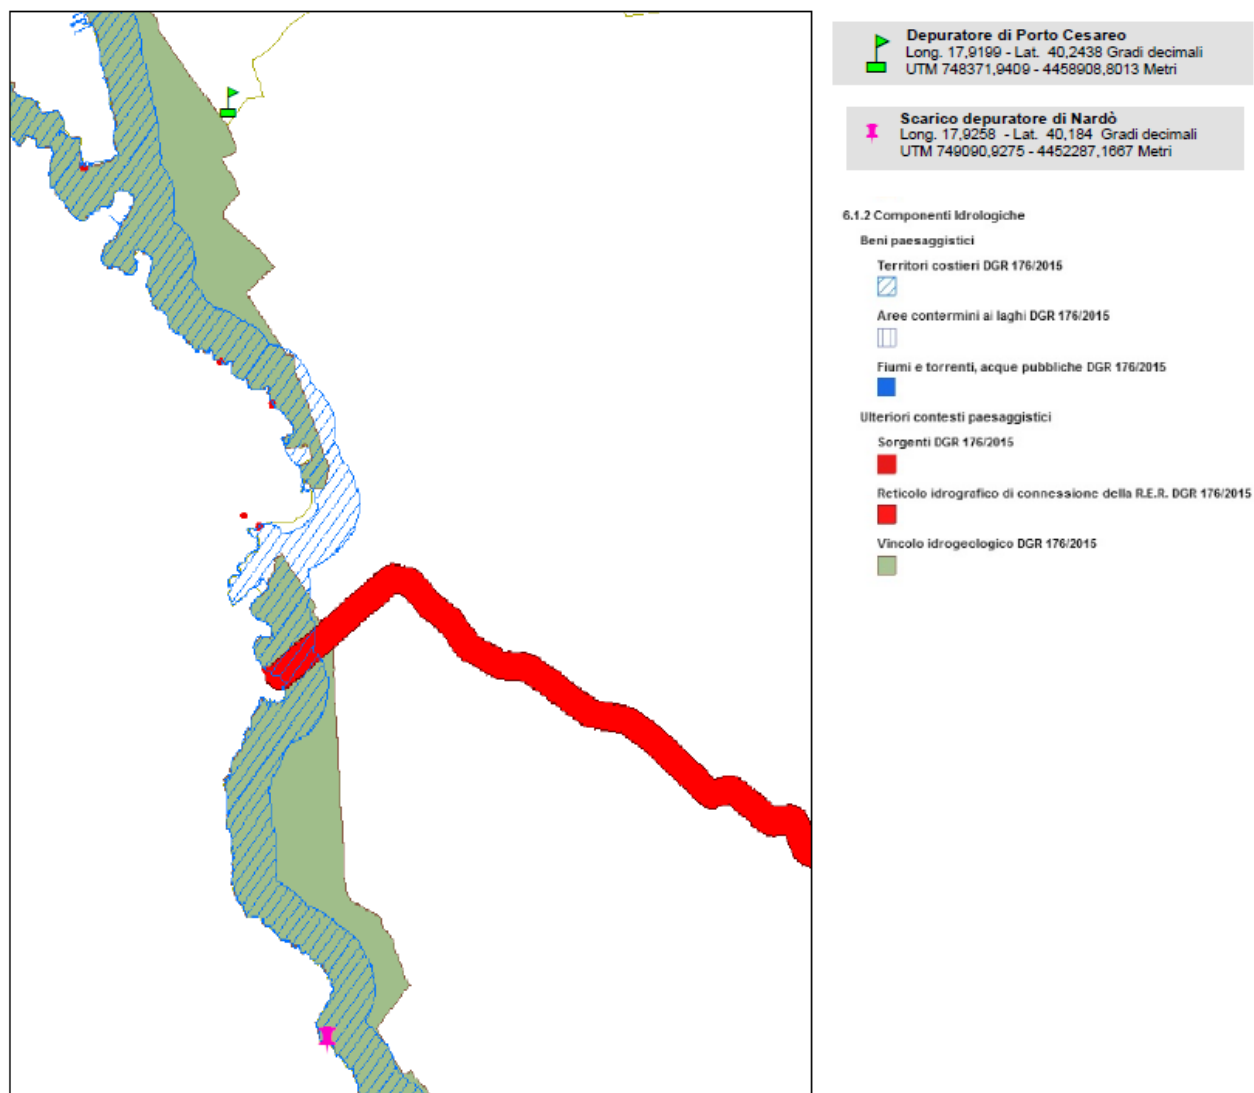 Depuratore di Porto Cesareo
Long. 17,9199 - Lat. 40,2438 Gradi decimali
UTM 748371,9409 - 4458908,8013 Metri
Scarico depuratore di Nardò
Long. 17,9258 - Lat. 40,184 Gradi decimali
UTM 749090,9275 - 4452287,1667 Metri
6.1.2 Componenti Idrologiche
Beni paesaggistici
Territori costieri DGR 176/2015
Aree contermini ai laghi DGR 176/2015
Fiumi e torrenti, acque pubbliche DGR 176/2015
Ulteriori contesti paesaggistici
Sorgenti DGR 176/2015
Reticolo idrografico di connessione della R.E.R. DGR 176/2015
Vincolo idrogeologico DGR 176/2015